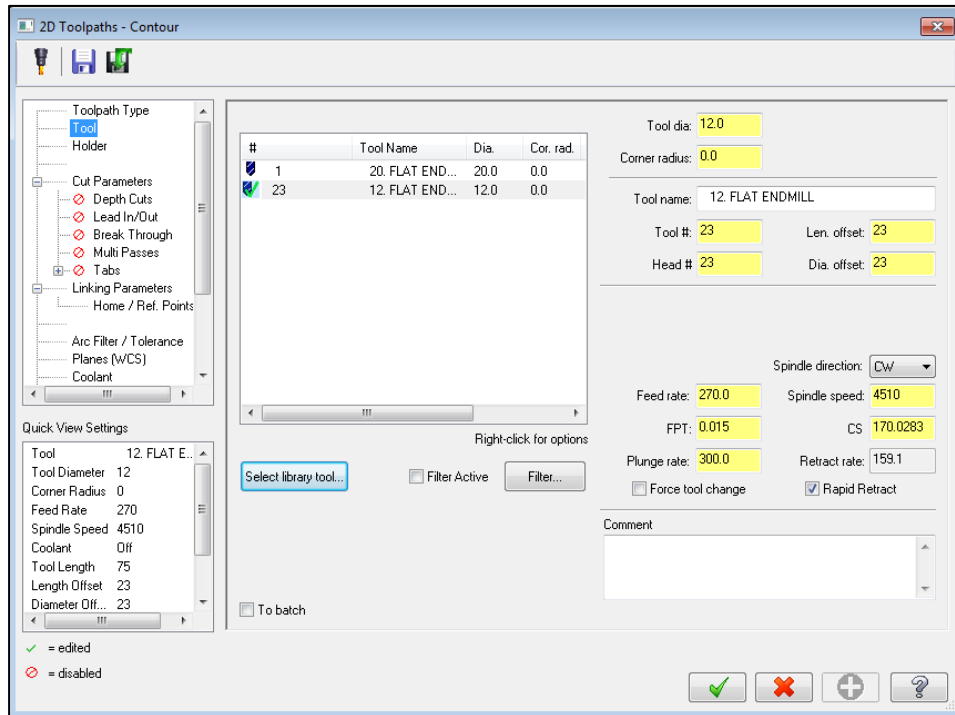 2D Toolpaths - Contour
Toolpath Type
Tool
Holder
Cut Parameters
Depth Cuts
Lead In/Out
Break Through
Multi Passes
Tabs
Linking Parameters
Home / Ref. Points
Arc Filter / Tolerance
Planes (WCS)
Coolant
Quick View Settings
Tool 12. FLAT E...
Tool Diameter 12
Corner Radius 0
Feed Rate 270
Spindle Speed 4510
Coolant Off
Tool Length 75
Length Offset 23
Diameter Off... 23
= edited
= disabled
# Tool Name Dia. Cor. rad.
1 20. FLAT END... 20.0 0.0
23 12. FLAT END... 12.0 0.0
Right-click for options
Select library tool... Filter Active Filter...
To batch
Tool dia: 12.0
Corner radius: 0.0
Tool name: 12. FLAT ENDMILL
Tool #: 23 Len. offset: 23
Head # 23 Dia. offset: 23
Spindle direction: CW
Feed rate: 270.0 Spindle speed: 4510
FPT: 0.015 CS 170.0283
Plunge rate: 300.0 Retract rate: 159.1
Force tool change Rapid Retract
Comment